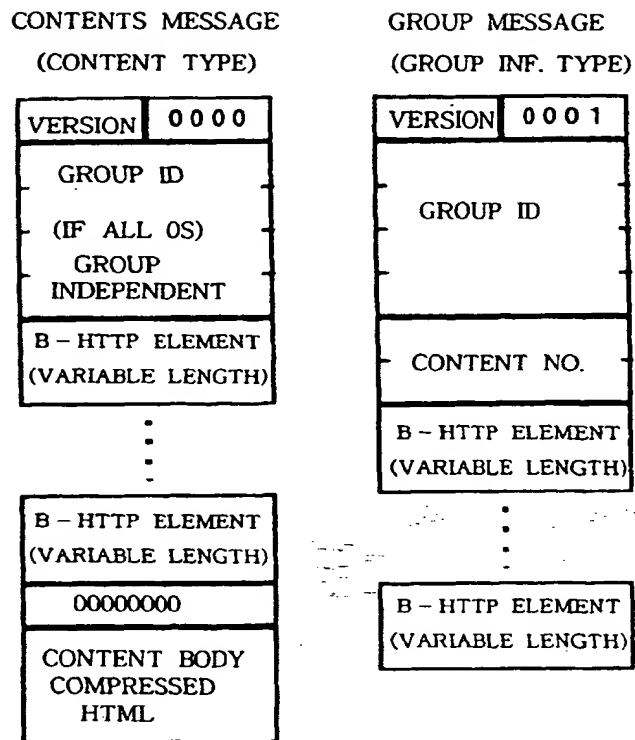 CONTENTS MESSAGE
(CONTENT TYPE)
VERSION 0000
GROUP ID
(IF ALL 0S)
GROUP
INDEPENDENT
B-HTTP ELEMENT
(VARIABLE LENGTH)
B-HTTP ELEMENT
(VARIABLE LENGTH)
00000000
CONTENT BODY
COMPRESSED
HTML
GROUP MESSAGE
(GROUP INF. TYPE)
VERSION 0001
GROUP ID
CONTENT NO.
B-HTTP ELEMENT
(VARIABLE LENGTH)
B-HTTP ELEMENT
(VARIABLE LENGTH)